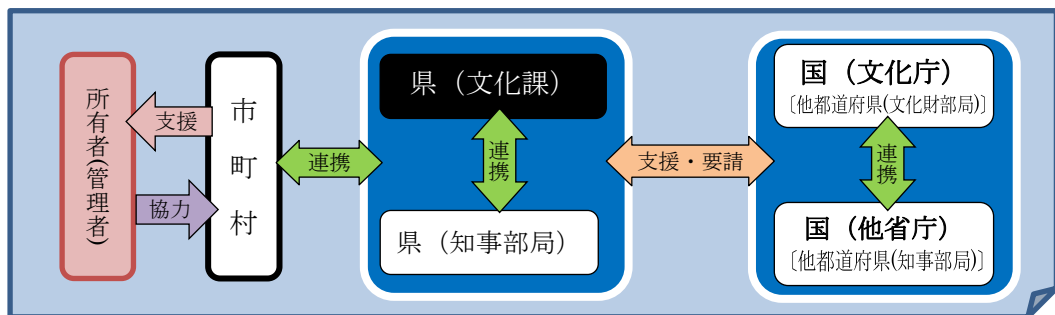 所有者(管理者)
支援
協力
市町村
連携
県（文化課）
連携
県（知事部局）
支援・要請
国（文化庁）
〔他都道府県(文化財部局)〕
連携
国（他省庁）
〔他都道府県(知事部局)〕